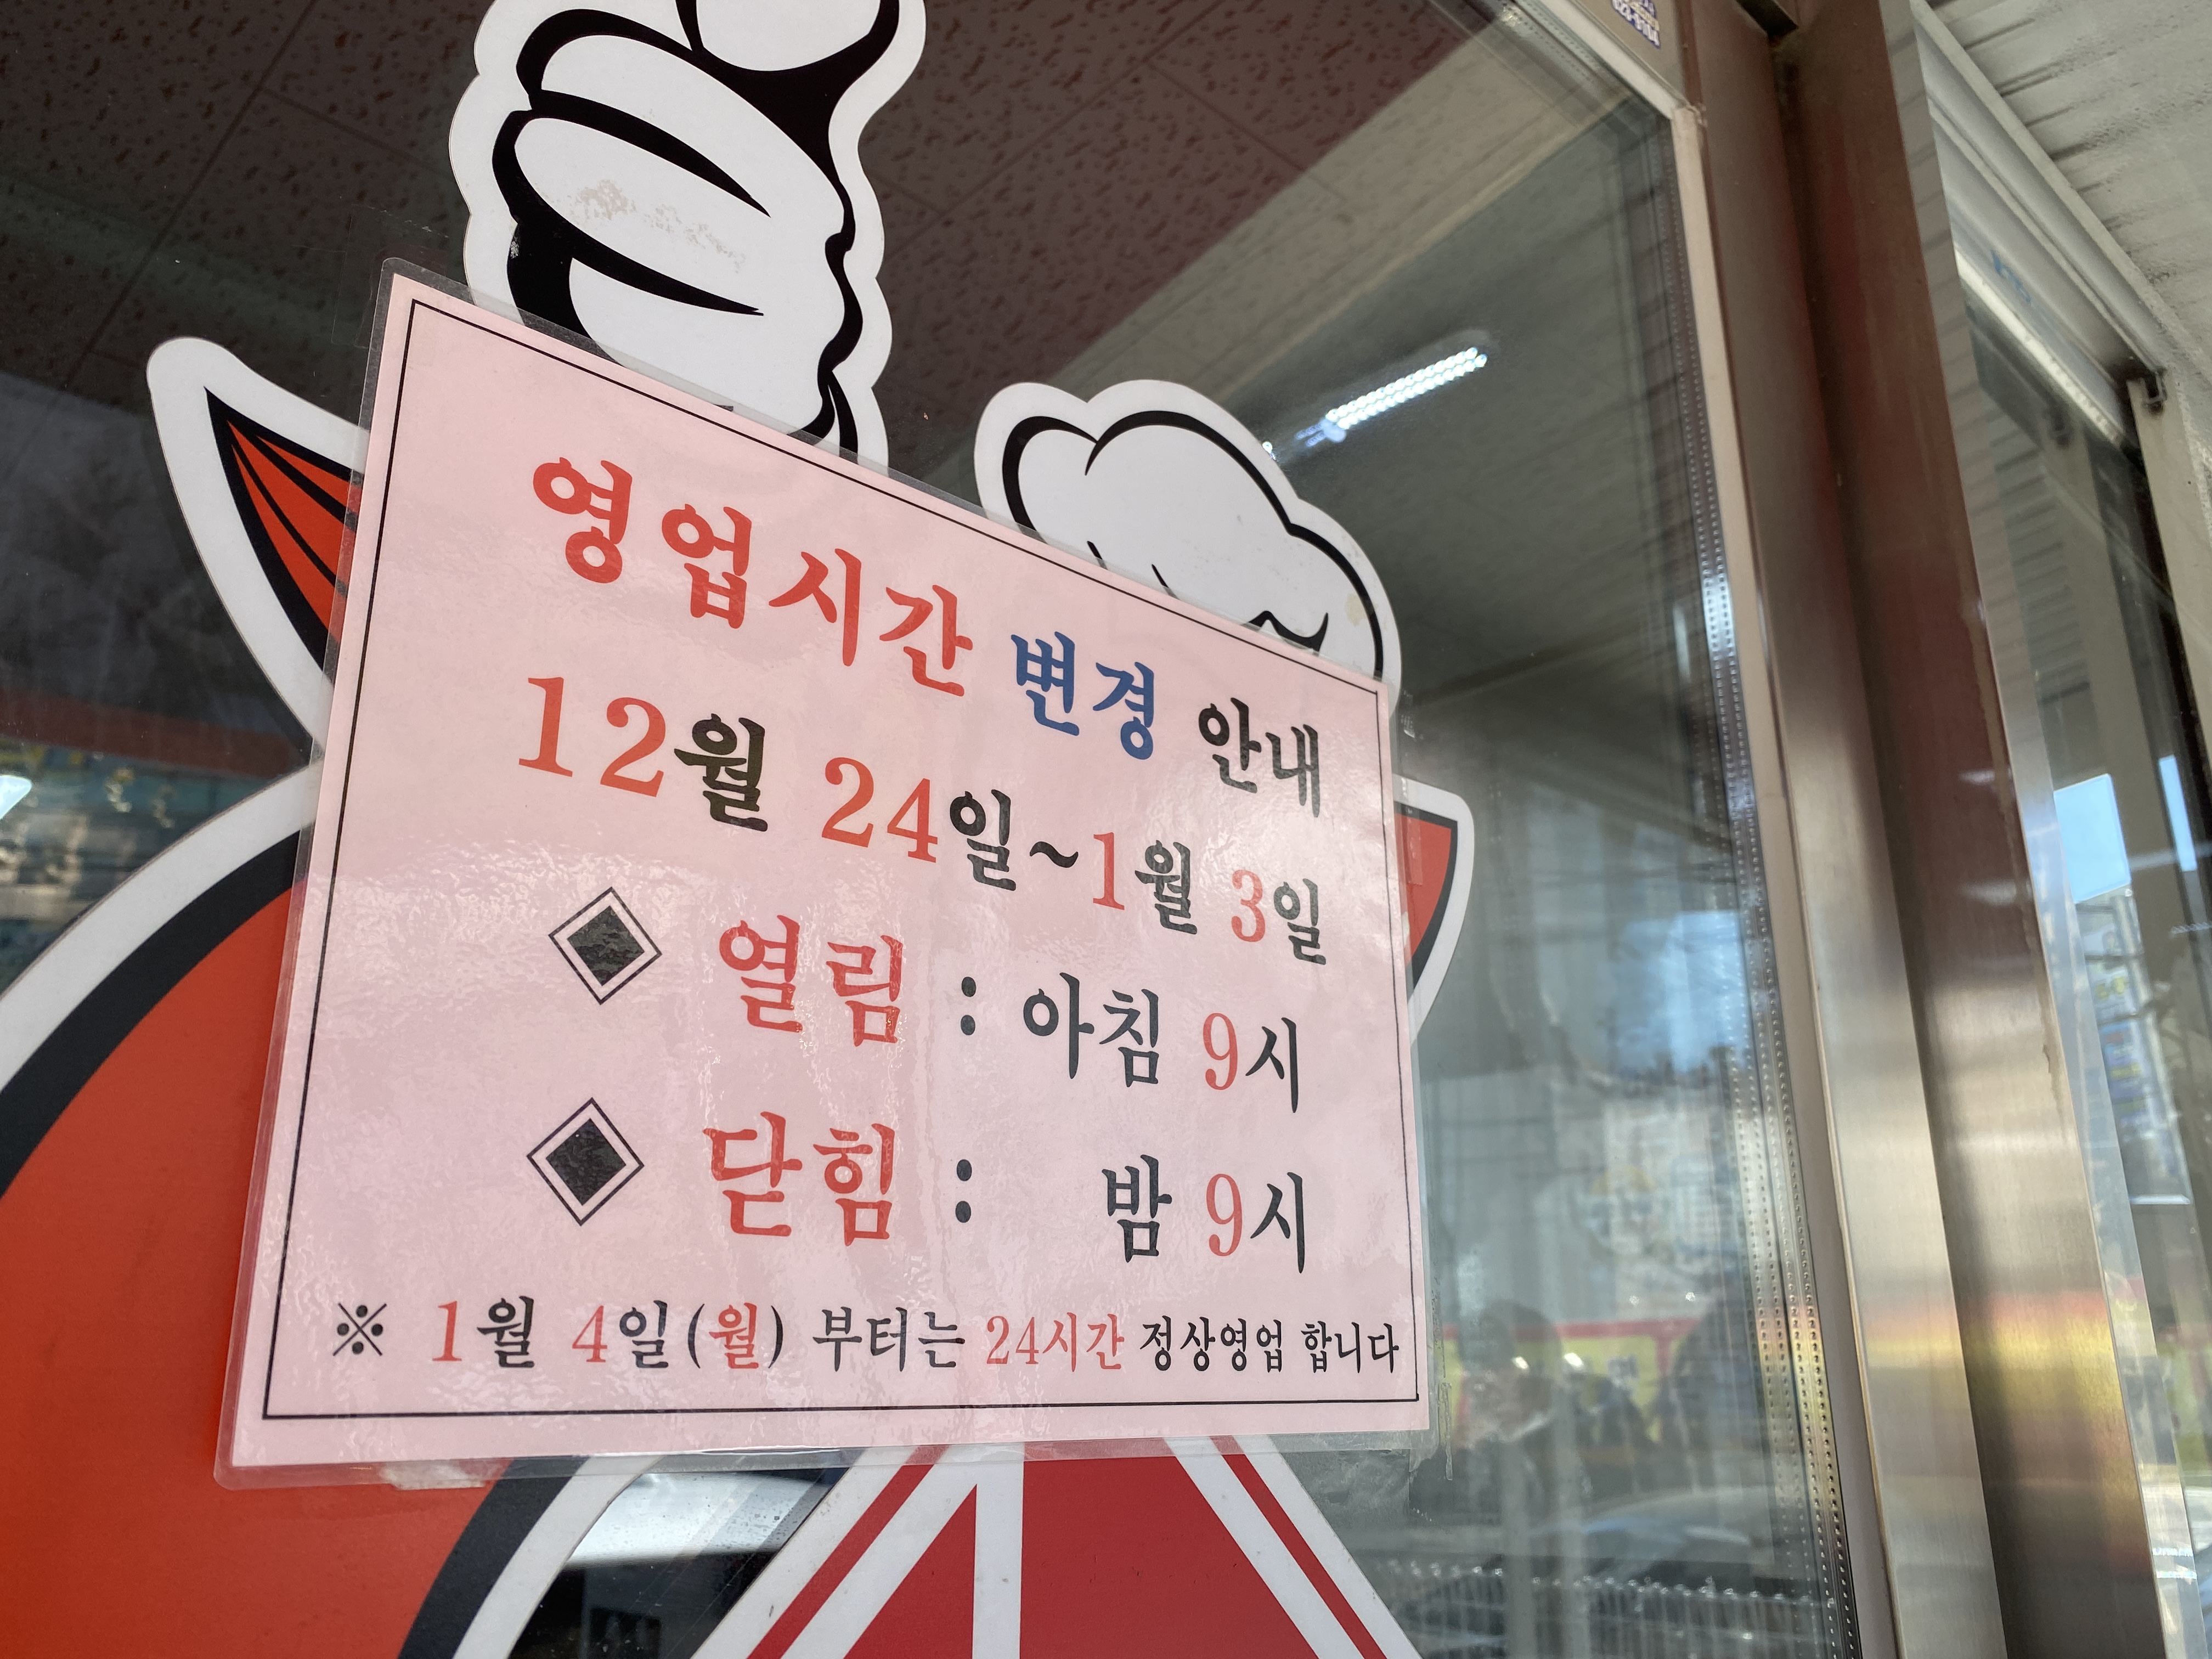 영업시간 변경 안내
12월 24일~1월 3일
◈ 열림 : 아침 9시
◈ 닫힘 : 밤 9시
※ 1월 4일(월) 부터는 24시간 정상영업 합니다